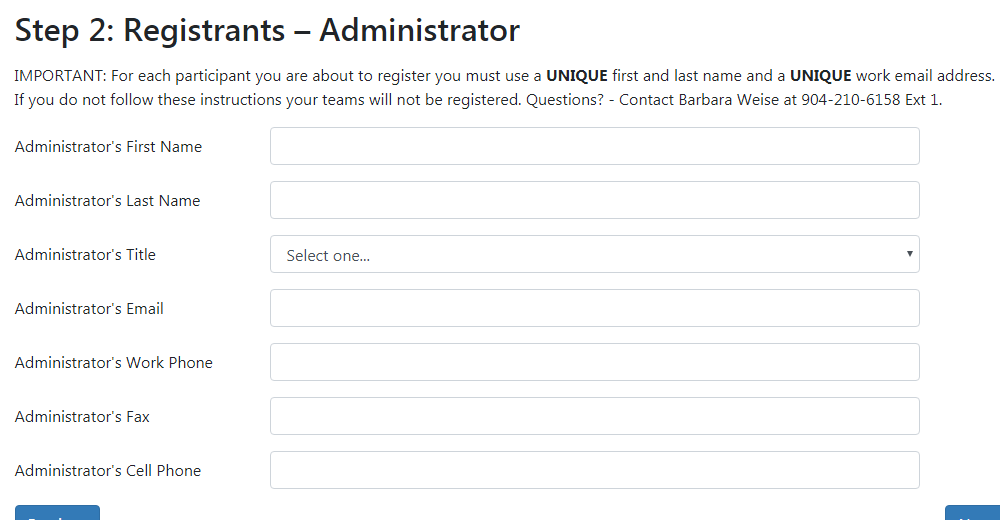 Step 2: Registrants – Administrator
IMPORTANT: For each participant you are about to register you must use a UNIQUE first and last name and a UNIQUE work email address.
If you do not follow these instructions your teams will not be registered. Questions? - Contact Barbara Weise at 904-210-6158 Ext 1.
Administrator's First Name
Administrator's Last Name
Administrator's Title
Select one...
Administrator's Email
Administrator's Work Phone
Administrator's Fax
Administrator's Cell Phone